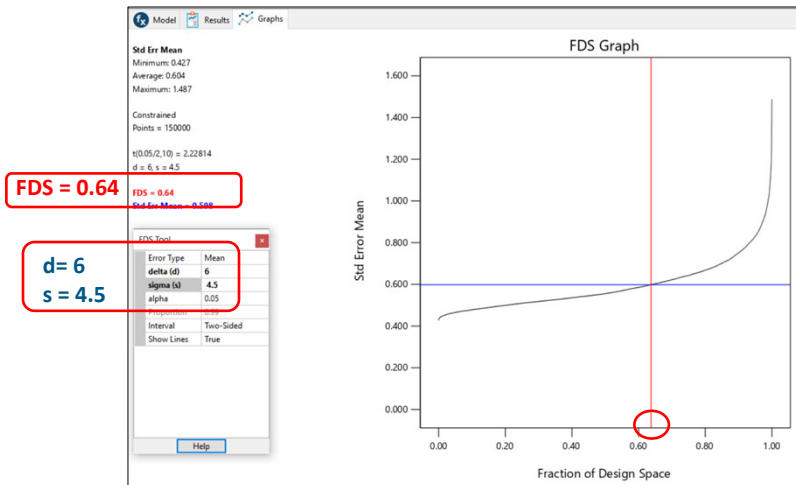 Model Results Graphs
Std Err Mean
Minimum: 0.427
Average: 0.604
Maximum: 1.487
Constrained
Points = 150000
t(0.05/2,10) = 2.22814
d = 6, s = 4.5
FDS = 0.64
FDS = 0.64
Std Err Mean = 0.598
FDS Tool
Error Type Mean
delta (d) 6
sigma (s) 4.5
alpha 0.05
Proportion 0.99
Interval Two-Sided
Show Lines True
Help
d= 6
s = 4.5
FDS Graph
Std Error Mean
1.600
1.400
1.200
1.000
0.800
0.600
0.400
0.200
0.000
0.00 0.20 0.40 0.60 0.80 1.00
Fraction of Design Space